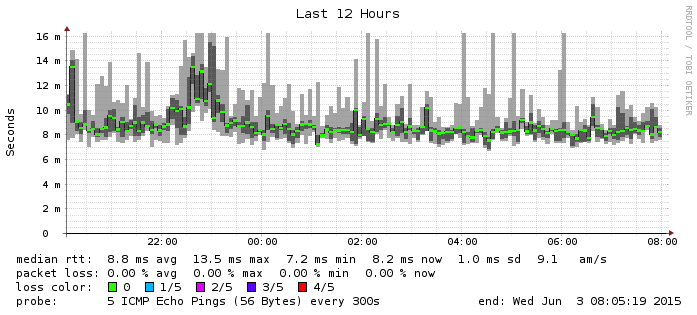 Last 12 Hours
RRDTOOL / TOBI OETIKER
Seconds
16 m
14 m
12 m
10 m
8 m
6 m
4 m
2 m
0
22:00 00:00 02:00 04:00 06:00 08:00
median rtt: 8.8 ms avg 13.5 ms max 7.2 ms min 8.2 ms now 1.0 ms sd 9.1 am/s
packet loss: 0.00 % avg 0.00 % max 0.00 % min 0.00 % now
loss color: 0 1/5 2/5 3/5 4/5
probe: 5 ICMP Echo Pings (56 Bytes) every 300s end: Wed Jun 3 08:05:19 2015